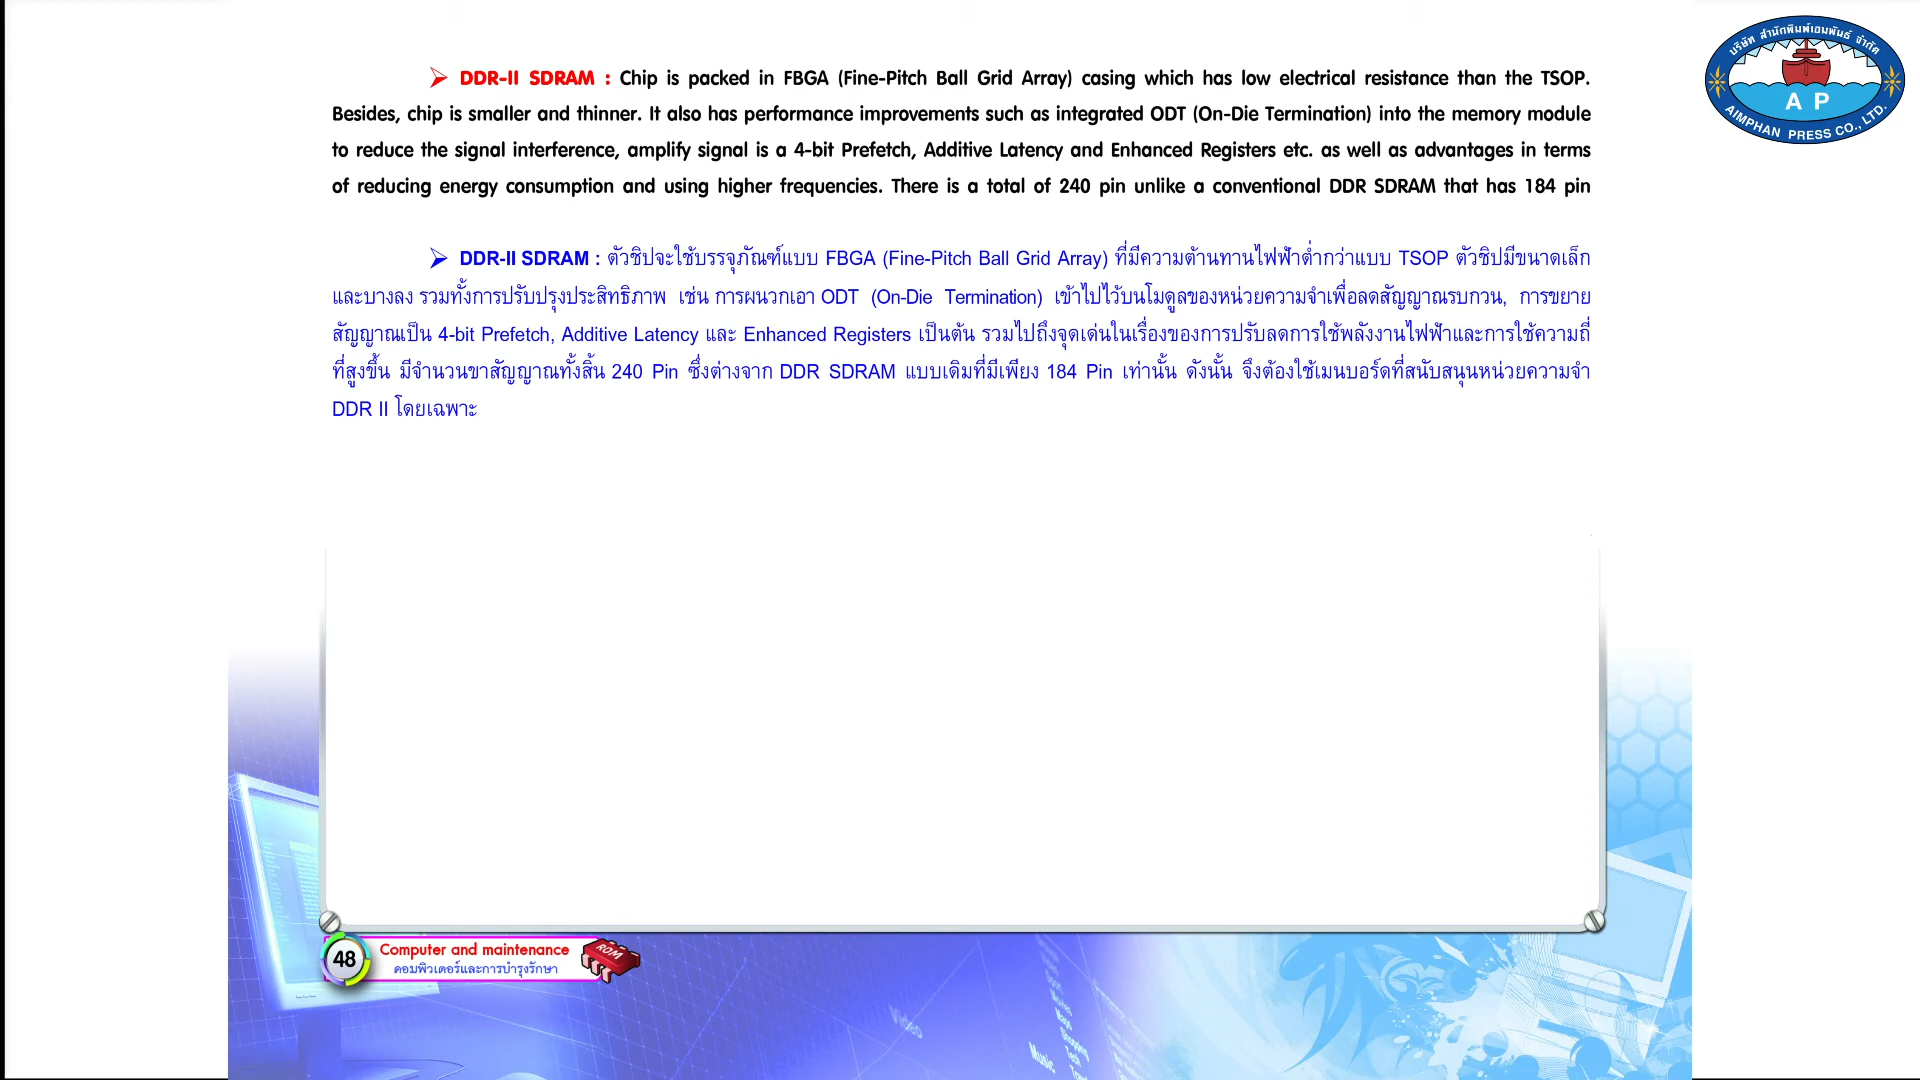 บริษัท สำนักพิมพ์เอมพันธ์ จำกัด
A P
AIMPHAN PRESS CO., LTD.
➢ DDR-II SDRAM : Chip is packed in FBGA (Fine-Pitch Ball Grid Array) casing which has low electrical resistance than the TSOP.
Besides, chip is smaller and thinner. It also has performance improvements such as integrated ODT (On-Die Termination) into the memory module
to reduce the signal interference, amplify signal is a 4-bit Prefetch, Additive Latency and Enhanced Registers etc. as well as advantages in terms
of reducing energy consumption and using higher frequencies. There is a total of 240 pin unlike a conventional DDR SDRAM that has 184 pin
➢ DDR-II SDRAM : ตัวชิปจะใช้บรรจุภัณฑ์แบบ FBGA (Fine-Pitch Ball Grid Array) ที่มีความต้านทานไฟฟ้าต่ำกว่าแบบ TSOP ตัวชิปมีขนาดเล็ก
และบางลง รวมทั้งการปรับปรุงประสิทธิภาพ เช่น การผนวกเอา ODT (On-Die Termination) เข้าไปไว้บนโมดูลของหน่วยความจำเพื่อลดสัญญาณรบกวน, การขยาย
สัญญาณเป็น 4-bit Prefetch, Additive Latency และ Enhanced Registers เป็นต้น รวมไปถึงจุดเด่นในเรื่องของการปรับลดการใช้พลังงานไฟฟ้าและการใช้ความถี่
ที่สูงขึ้น มีจำนวนขาสัญญาณทั้งสิ้น 240 Pin ซึ่งต่างจาก DDR SDRAM แบบเดิมที่มีเพียง 184 Pin เท่านั้น ดังนั้น จึงต้องใช้เมนบอร์ดที่สนับสนุนหน่วยความจำ
DDR II โดยเฉพาะ
48
Computer and maintenance
คอมพิวเตอร์และการบำรุงรักษา
ROM
Video
Music
Shopping